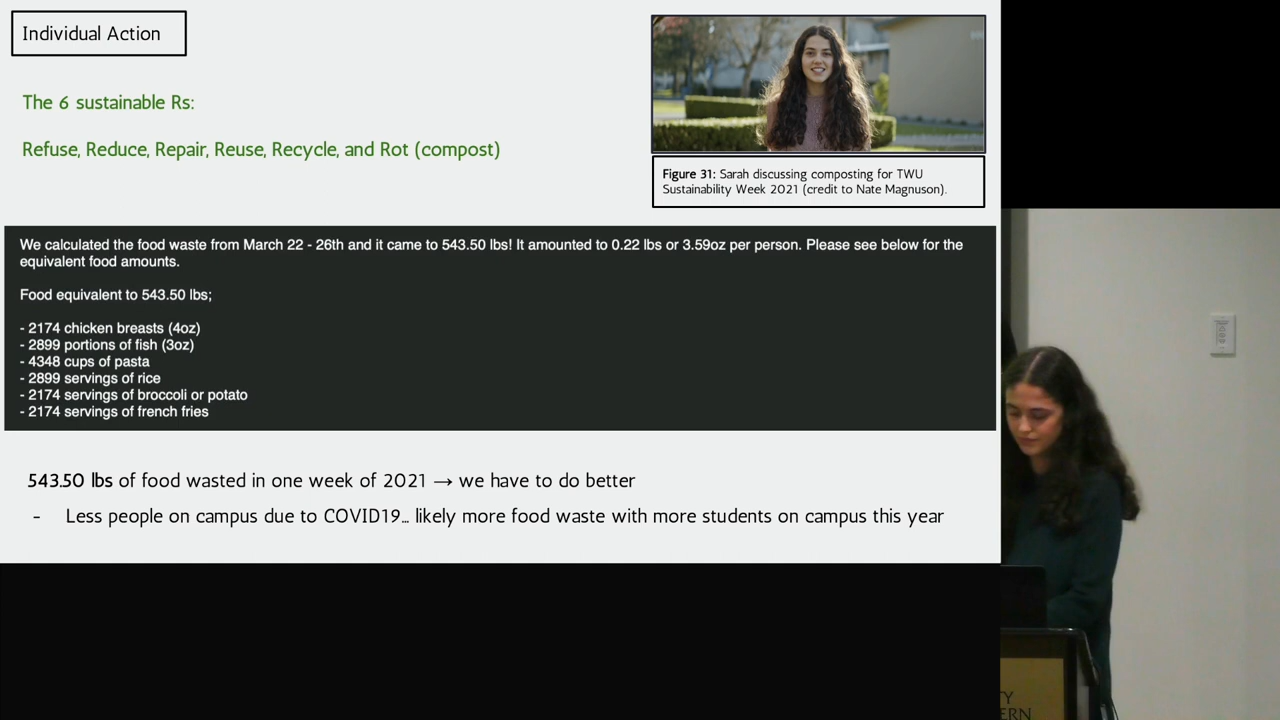 Individual Action
The 6 sustainable Rs:
Refuse, Reduce, Repair, Reuse, Recycle, and Rot (compost)
Figure 31: Sarah discussing composting for TWU
Sustainability Week 2021 (credit to Nate Magnuson).
We calculated the food waste from March 22 - 26th and it came to 543.50 lbs! It amounted to 0.22 lbs or 3.59oz per person. Please see below for the
equivalent food amounts.
Food equivalent to 543.50 lbs;
- 2174 chicken breasts (4oz)
- 2899 portions of fish (3oz)
- 4348 cups of pasta
- 2899 servings of rice
- 2174 servings of broccoli or potato
- 2174 servings of french fries
543.50 lbs of food wasted in one week of 2021 → we have to do better
- Less people on campus due to COVID19... likely more food waste with more students on campus this year